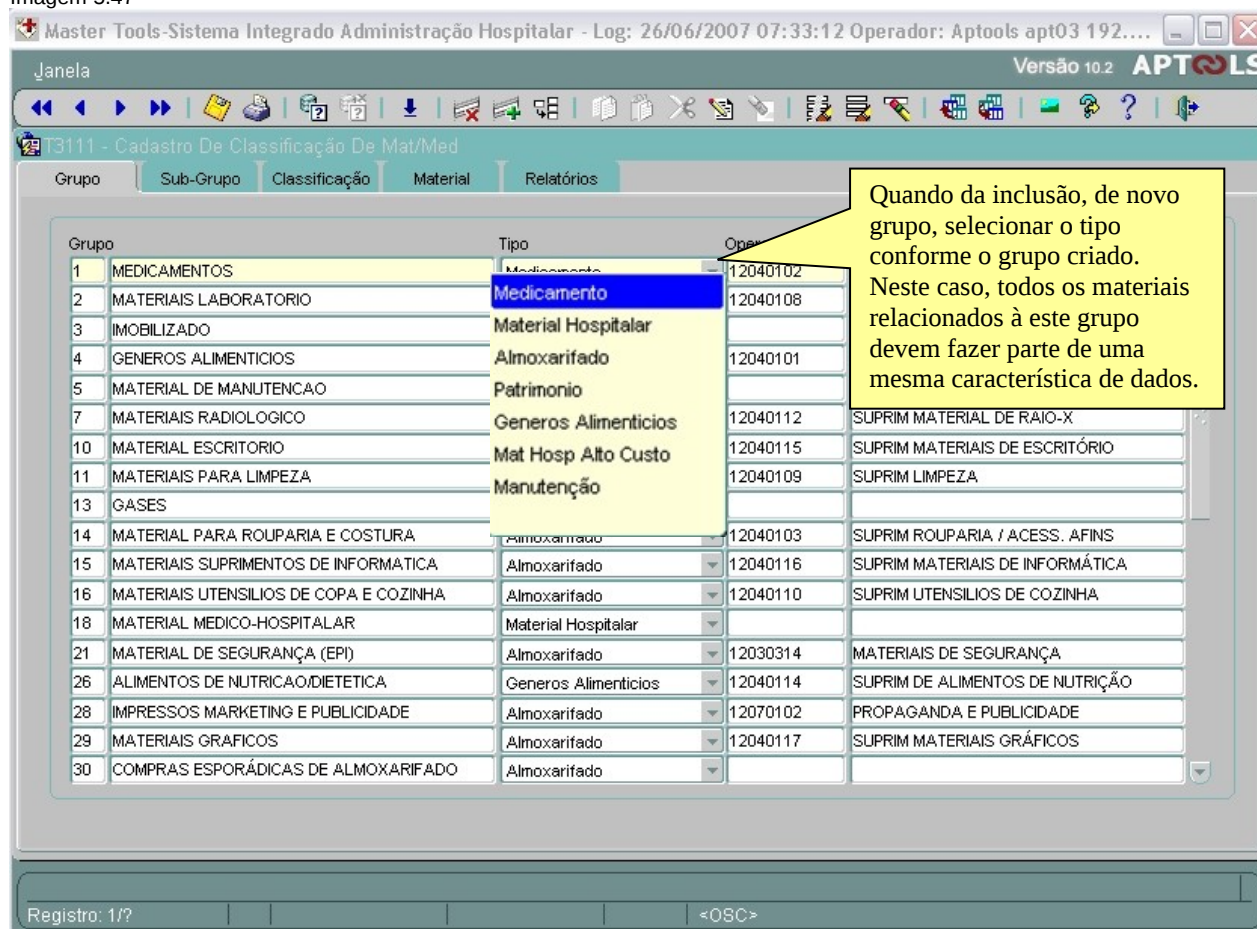 Imagem 3.47
Master Tools-Sistema Integrado Administração Hospitalar - Log: 26/06/2007 07:33:12 Operador: Aptools apt03 192....
Janela
Versão 10.2 APTOOLS
T3111 - Cadastro De Classificação De Mat/Med
Grupo Sub-Grupo Classificação Material Relatórios
Quando da inclusão, de novo
grupo, selecionar o tipo
conforme o grupo criado.
Neste caso, todos os materiais
relacionados à este grupo
devem fazer parte de uma
mesma característica de dados.
Grupo Tipo
1 MEDICAMENTOS Medicamento 12040102
2 MATERIAIS LABORATORIO 12040108
3 IMOBILIZADO
4 GENEROS ALIMENTICIOS 12040101
5 MATERIAL DE MANUTENCAO
7 MATERIAIS RADIOLOGICO 12040112 SUPRIM MATERIAL DE RAIO-X
10 MATERIAL ESCRITORIO 12040115 SUPRIM MATERIAIS DE ESCRITÓRIO
11 MATERIAIS PARA LIMPEZA 12040109 SUPRIM LIMPEZA
13 GASES
Medicamento
Material Hospitalar
Almoxarifado
Patrimonio
Generos Alimenticios
Mat Hosp Alto Custo
Manutenção
14 MATERIAL PARA ROUPARIA E COSTURA Almoxarifado 12040103 SUPRIM ROUPARIA / ACESS. AFINS
15 MATERIAIS SUPRIMENTOS DE INFORMATICA Almoxarifado 12040116 SUPRIM MATERIAIS DE INFORMÁTICA
16 MATERIAIS UTENSILIOS DE COPA E COZINHA Almoxarifado 12040110 SUPRIM UTENSILIOS DE COZINHA
18 MATERIAL MEDICO-HOSPITALAR Material Hospitalar
21 MATERIAL DE SEGURANÇA (EPI) Almoxarifado 12030314 MATERIAIS DE SEGURANÇA
26 ALIMENTOS DE NUTRICAO/DIETETICA Generos Alimenticios 12040114 SUPRIM DE ALIMENTOS DE NUTRIÇÃO
28 IMPRESSOS MARKETING E PUBLICIDADE Almoxarifado 12070102 PROPAGANDA E PUBLICIDADE
29 MATERIAIS GRAFICOS Almoxarifado 12040117 SUPRIM MATERIAIS GRÁFICOS
30 COMPRAS ESPORÁDICAS DE ALMOXARIFADO Almoxarifado
Registro: 1/? <OSC>